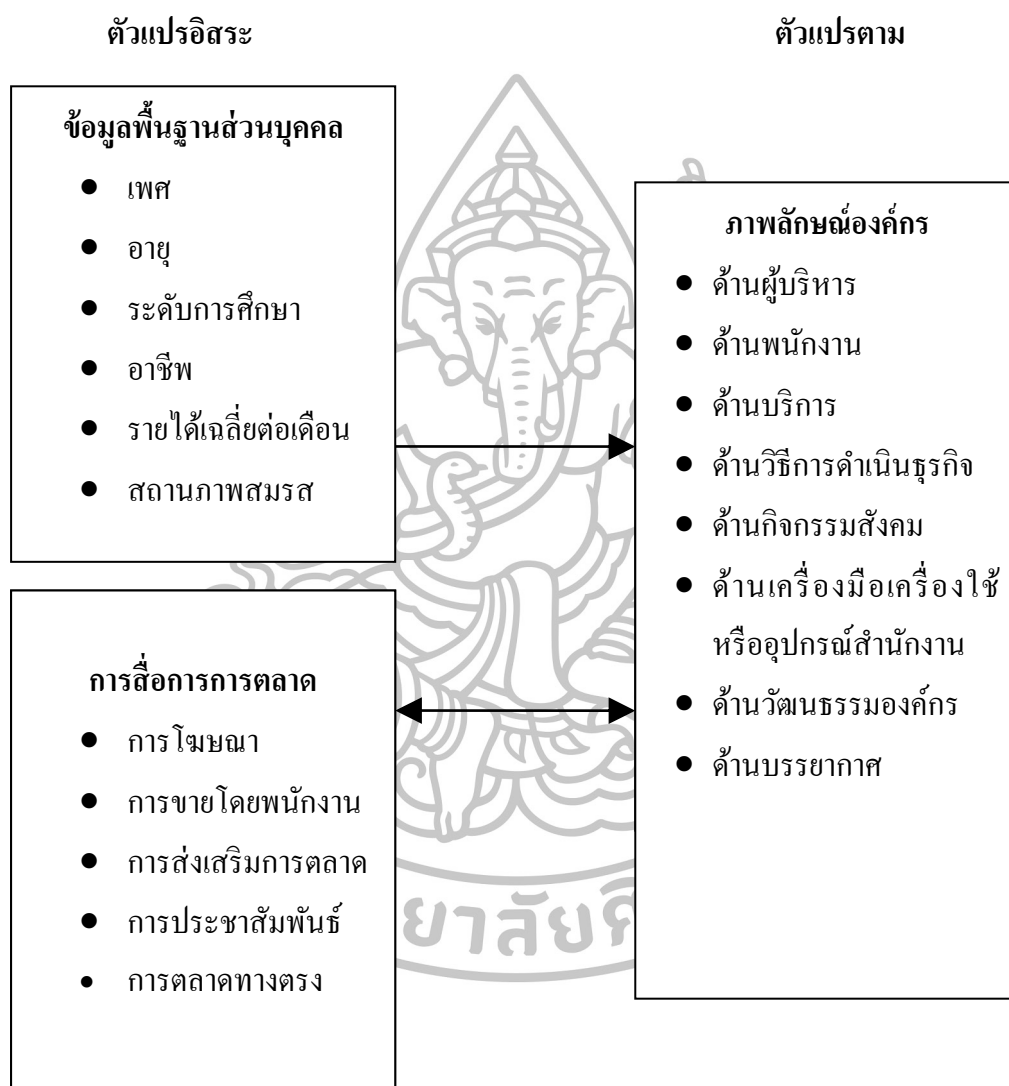 ตัวแปรอิสระ
ตัวแปรตาม
ข้อมูลพื้นฐานส่วนบุคคล
● เพศ
● อายุ
● ระดับการศึกษา
● อาชีพ
● รายได้เฉลี่ยต่อเดือน
● สถานภาพสมรส
การสื่อการการตลาด
● การโฆษณา
● การขายโดยพนักงาน
● การส่งเสริมการตลาด
● การประชาสัมพันธ์
● การตลาดทางตรง
ภาพลักษณ์องค์กร
● ด้านผู้บริหาร
● ด้านพนักงาน
● ด้านบริการ
● ด้านวิธีการดำเนินธุรกิจ
● ด้านกิจกรรมสังคม
● ด้านเครื่องมือเครื่องใช้
หรืออุปกรณ์สำนักงาน
● ด้านวัฒนธรรมองค์กร
● ด้านบรรยากาศ